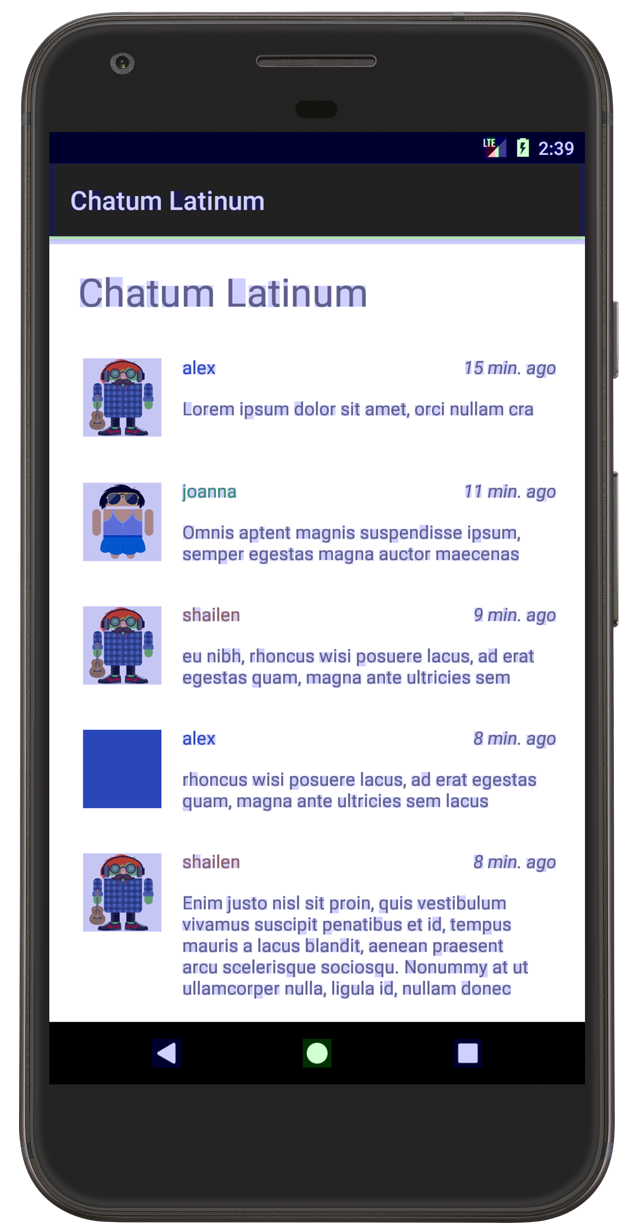 LTE 2:39
Chatum Latinum
Chatum Latinum
alex 15 min. ago
Lorem ipsum dolor sit amet, orci nullam cra
joanna 11 min. ago
Omnis aptent magnis suspendisse ipsum,
semper egestas magna auctor maecenas
shailen 9 min. ago
eu nibh, rhoncus wisi posuere lacus, ad erat
egestas quam, magna ante ultricies sem
alex 8 min. ago
rhoncus wisi posuere lacus, ad erat egestas
quam, magna ante ultricies sem lacus
shailen 8 min. ago
Enim justo nisl sit proin, quis vestibulum
vivamus suscipit penatibus et id, tempus
mauris a lacus blandit, aenean praesent
arcu scelerisque sociosqu. Nonummy at ut
ullamcorper nulla, ligula id, nullam donec